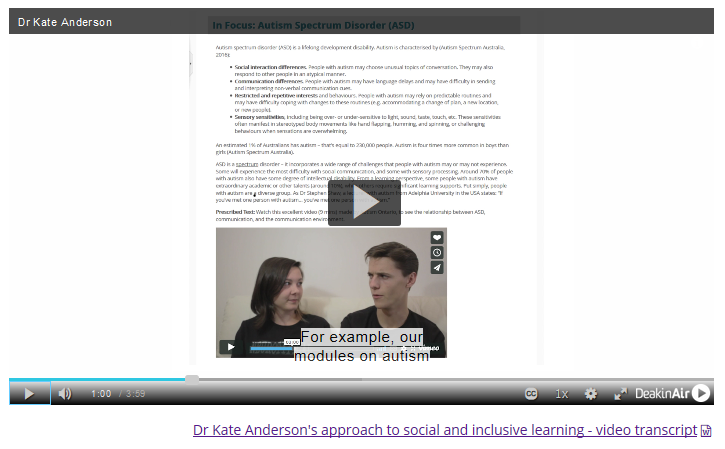 Dr Kate Anderson
In Focus: Autism Spectrum Disorder (ASD)
Autism spectrum disorder (ASD) is a lifelong development disability. Autism is characterised by (Autism Spectrum Australia,
2016);
Social interaction differences. People with autism may choose unusual topics of conversation. They may also
respond to other people in an atypical manner.
Communication differences. People with autism may have language delays and may have difficulty in sending
and interpreting non-verbal communication cues.
Restricted and repetitive interests and behaviours. People with autism may rely on predictable routines and
may have difficulty coping with changes to these routines (e.g. accommodating a change of plan, a new location,
or new people).
Sensory sensitivities, including being over- or under-sensitive to light, sound, taste, touch, etc. These sensitivities
often manifest in stereotyped body movements like hand flapping, humming, and spinning, or challenging
behaviours when sensations are overwhelming.
An estimated 1% of Australians has autism – that's equal to 230,000 people. Autism is four times more common in boys than
girls (Autism Spectrum Australia).
ASD is a spectrum disorder – it incorporates a wide range of challenges that people with autism may or may not experience.
Some will experience the most difficulty with social communication, and some with sensory processing. Around 70% of people
with autism also have some degree of intellectual disability. From a learning perspective, some people with autism have
extraordinary academic or other talents (around 10%), while others require significant learning supports. Put simply, people
with autism are a diverse group. As Dr Stephen with autism from Adelphia University in the USA states: "If
you've met one person with autism... you've met one person
Prescribed Text: Watch this excellent video (9 mins) to see the relationship between ASD,
communication, and the communication environment.
03:00
For example, our
modules on autism
1:00 / 3:59
CC
1x
DeakinAir
Dr Kate Anderson's approach to social and inclusive learning - video transcript